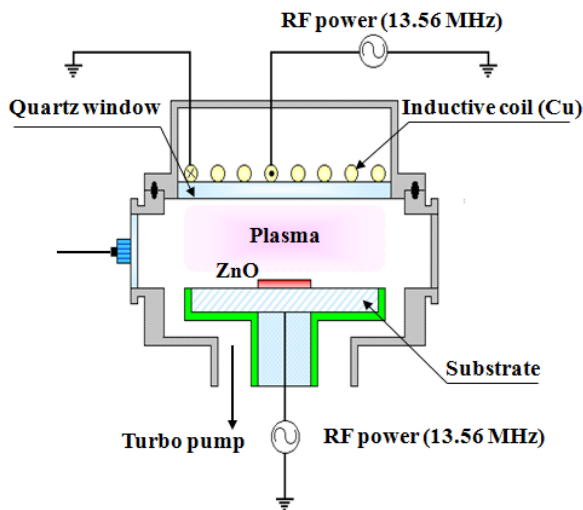 RF power (13.56 MHz)
Quartz window
Inductive coil (Cu)
Plasma
ZnO
Substrate
Turbo pump
RF power (13.56 MHz)